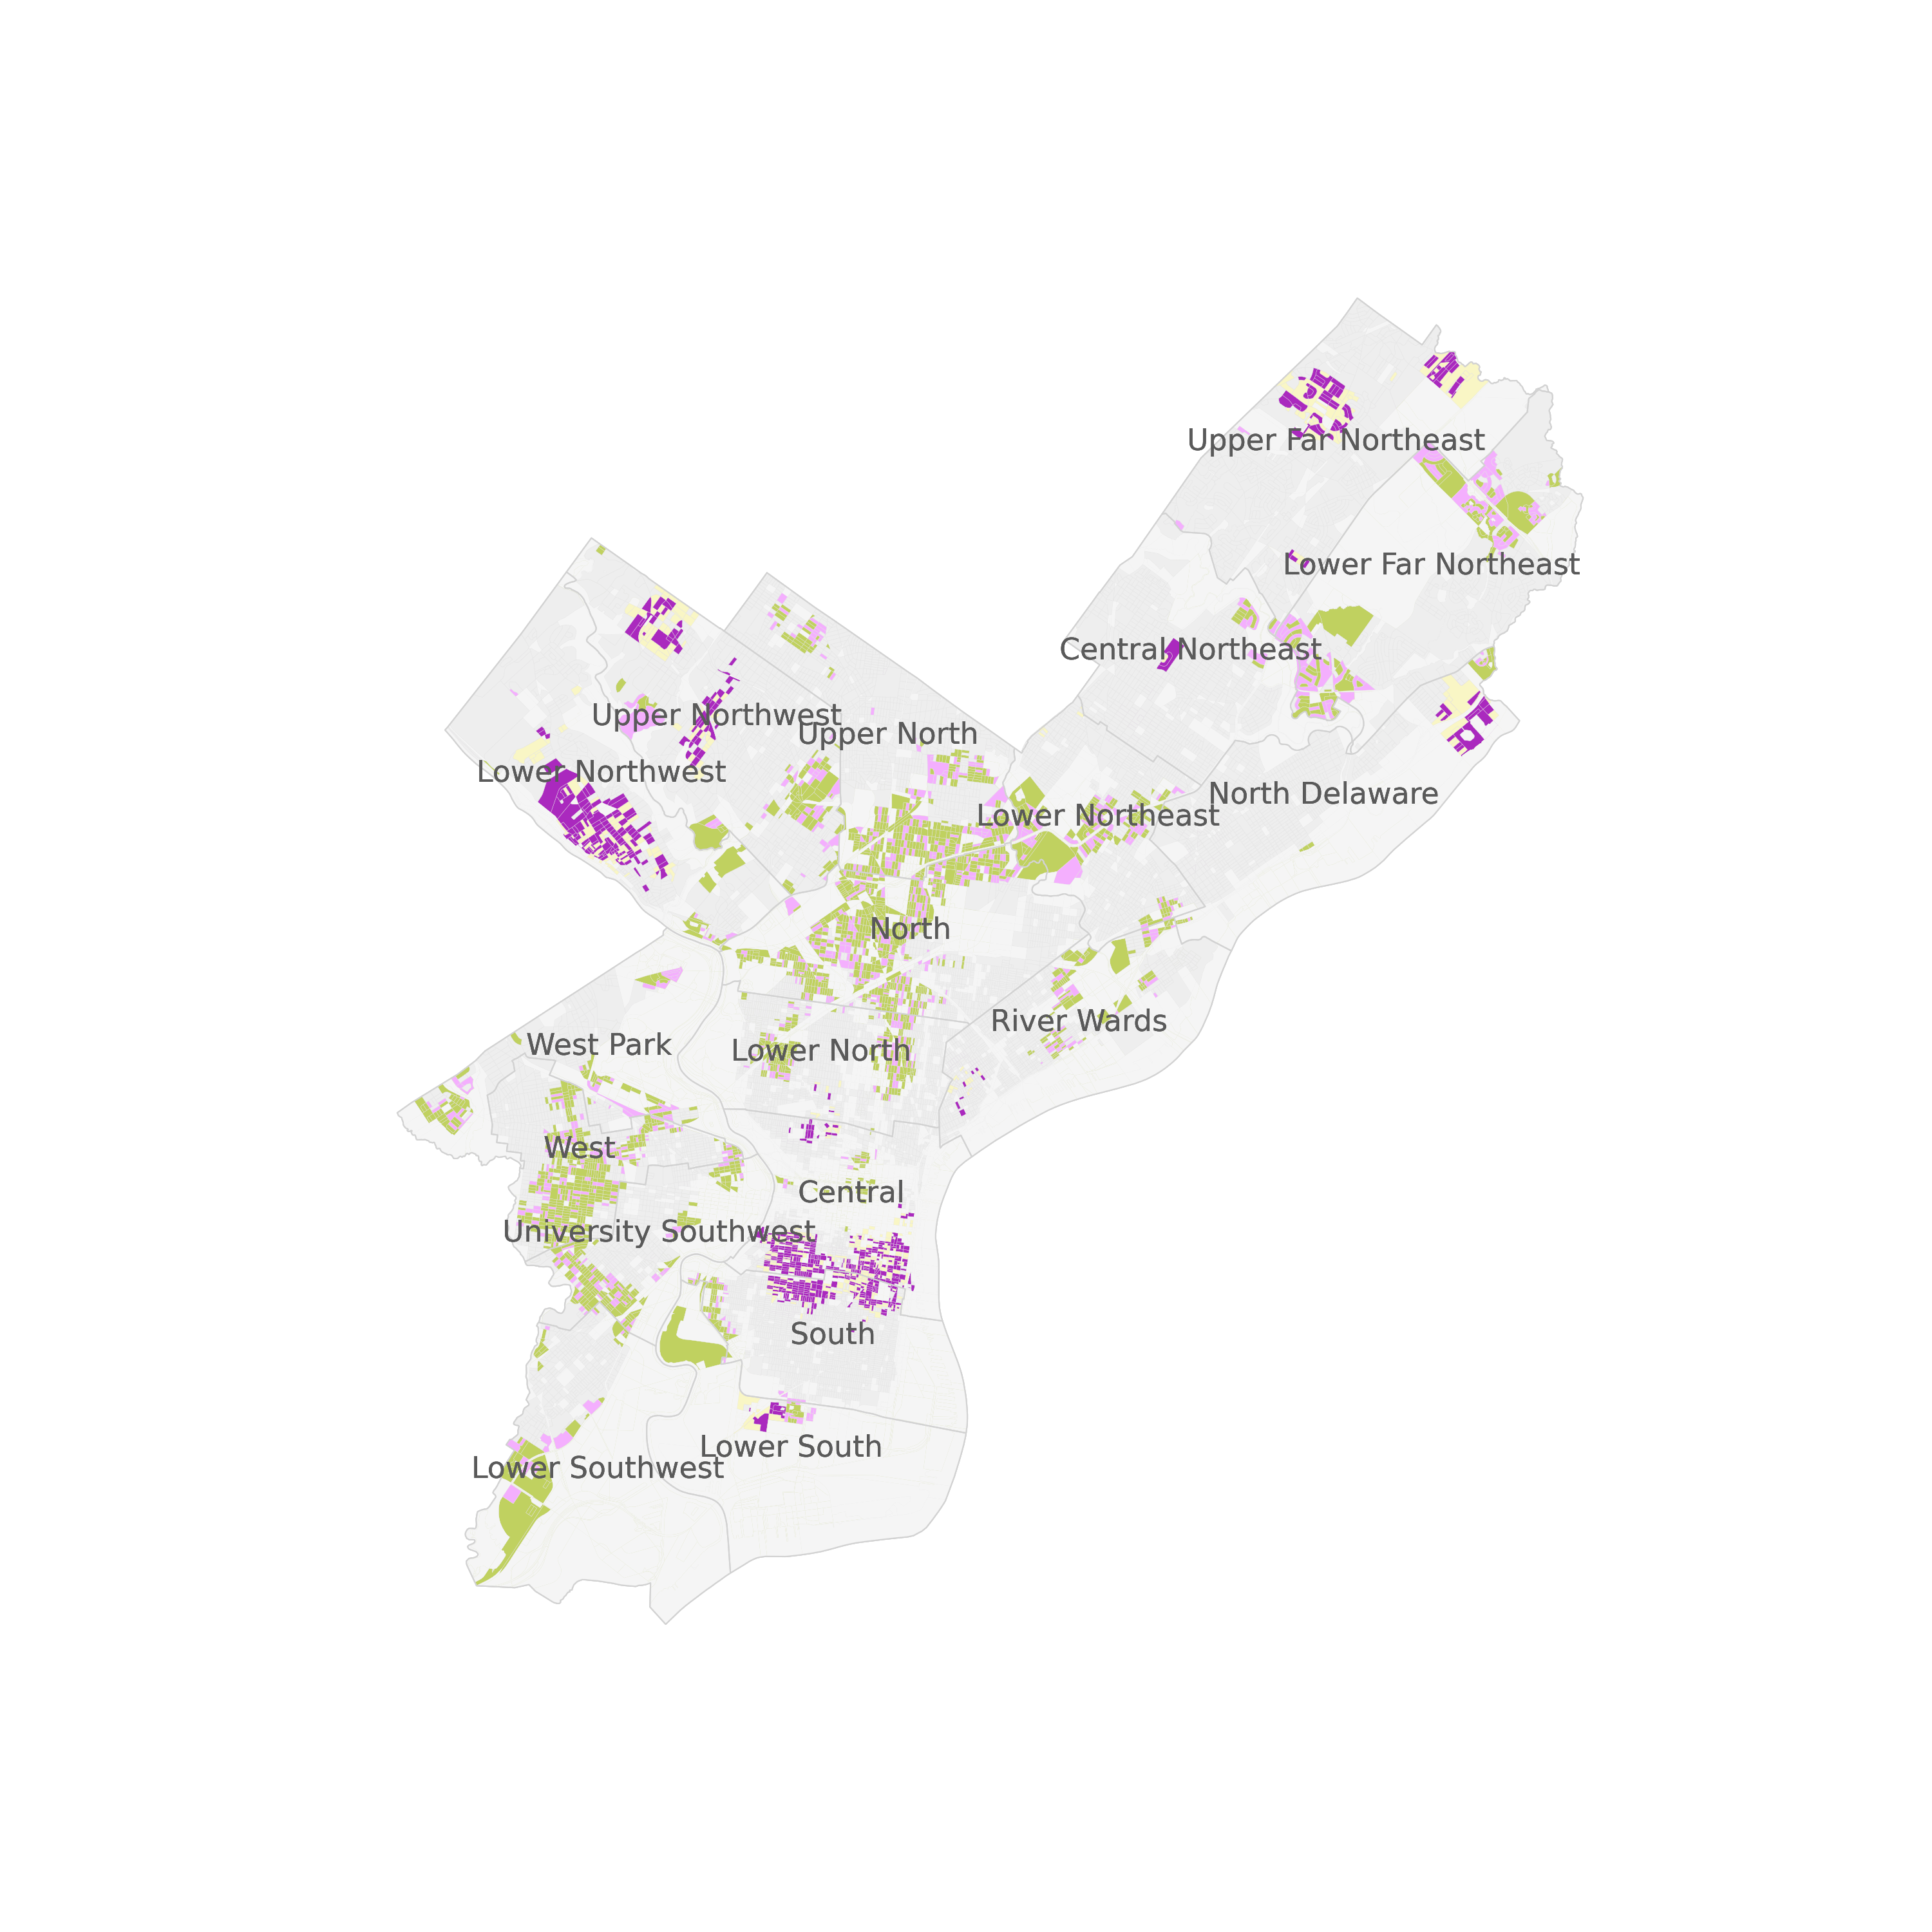 Upper Far Northeast
Lower Far Northeast
Central Northeast
Upper Northwest
Upper North
Lower Northwest
North Delaware
Lower Northeast
North
River Wards
West Park
Lower North
West
Central
University Southwest
South
Lower South
Lower Southwest